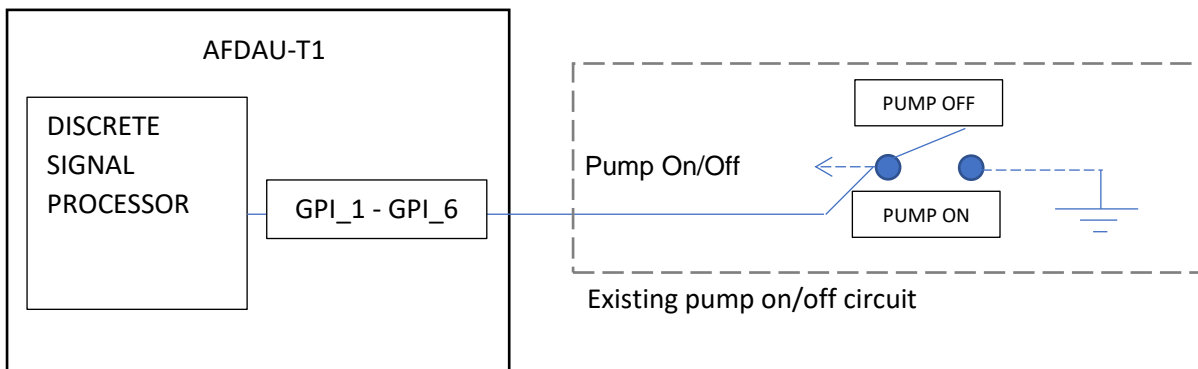 AFDAU-T1
DISCRETE
SIGNAL
PROCESSOR
GPI_1 - GPI_6
PUMP OFF
Pump On/Off
PUMP ON
Existing pump on/off circuit